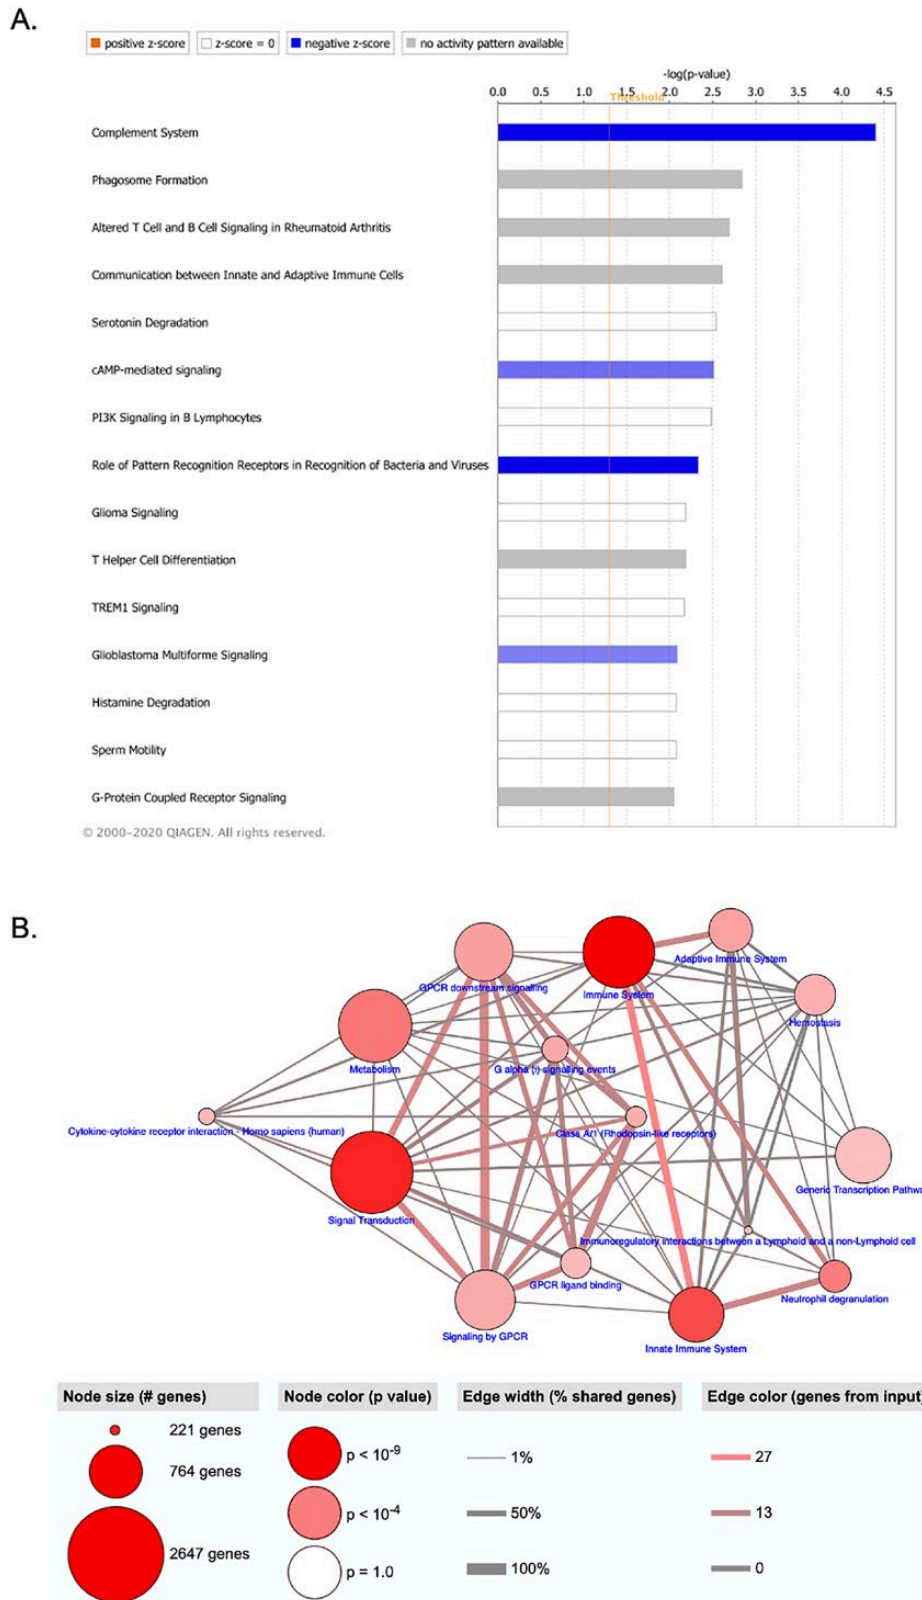 A.
positive z-score
z-score = 0
negative z-score
no activity pattern available
-log(p-value)
0.0 0.5 1.0 1.5 2.0 2.5 3.0 3.5 4.0 4.5
Threshold
Complement System
Phagosome Formation
Altered T Cell and B Cell Signaling in Rheumatoid Arthritis
Communication between Innate and Adaptive Immune Cells
Serotonin Degradation
cAMP-mediated signaling
PI3K Signaling in B Lymphocytes
Role of Pattern Recognition Receptors in Recognition of Bacteria and Viruses
Glioma Signaling
T Helper Cell Differentiation
TREM1 Signaling
Glioblastoma Multiforme Signaling
Histamine Degradation
Sperm Motility
G-Protein Coupled Receptor Signaling
© 2000-2020 QIAGEN. All rights reserved.
B.
GPCR downstream signalling
Immune System
Adaptive Immune System
Hemostasis
Metabolism
G alpha (i) signalling events
Cytokine-cytokine receptor interaction - Homo sapiens (human)
Class A/1 (Rhodopsin-like receptors)
Signal Transduction
Generic Transcription Pathwa
Immunoregulatory interactions between a Lymphoid and a non-Lymphoid cell
GPCR ligand binding
Neutrophil degranulation
Signaling by GPCR
Innate Immune System
Node size (# genes)
221 genes
764 genes
2647 genes
Node color (p value)
p < 10⁻⁹
p < 10⁻⁴
p = 1.0
Edge width (% shared genes)
1%
50%
100%
Edge color (genes from input)
27
13
0